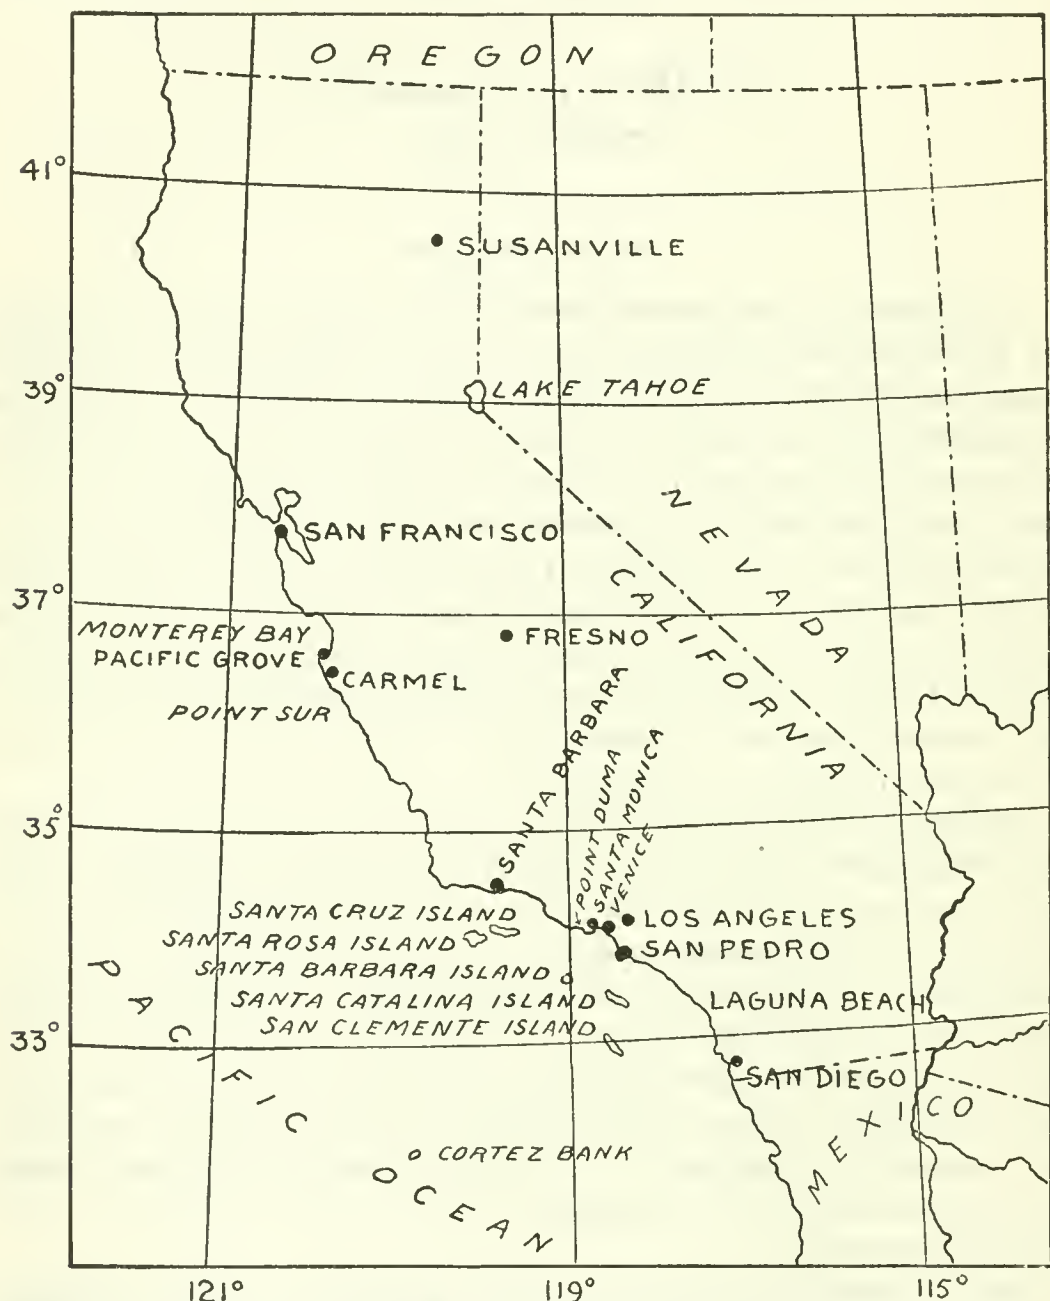 OREGON
41°
SUSANVILLE
39°
LAKE TAHOE
NEVADA
SAN FRANCISCO
CALIFORNIA
37°
MONTEREY BAY
FRESNO
PACIFIC GROVE
CARMEL
POINT SUR
SANTA BARBARA
POINT DUMA
SANTA MONICA
VENICE
35°
SANTA CRUZ ISLAND
LOS ANGELES
SANTA ROSA ISLAND
SAN PEDRO
SANTA BARBARA ISLAND
SANTA CATALINA ISLAND
LAGUNA BEACH
SAN CLEMENTE ISLAND
33°
SAN DIEGO
MEXICO
PACIFIC OCEAN
CORTEZ BANK
121°
119°
115°